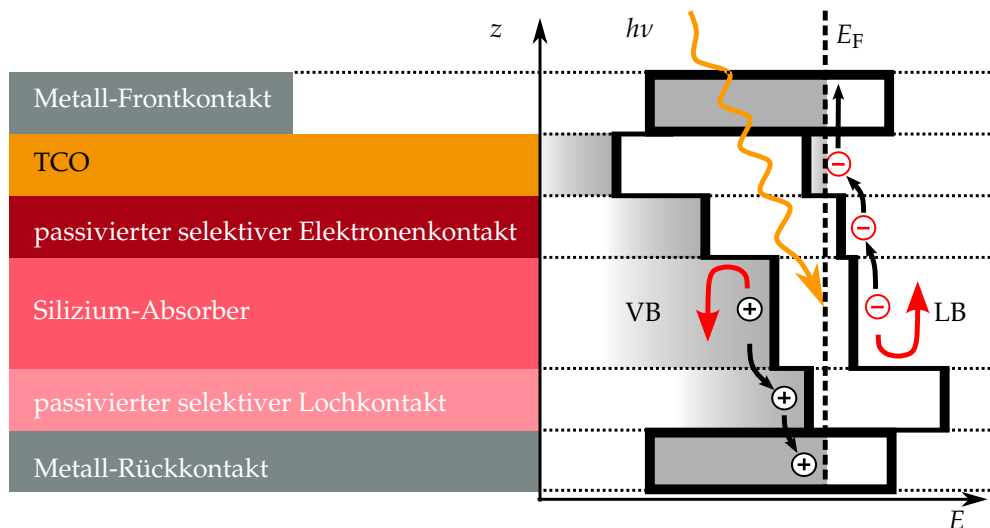 z
hν
E_F
Metall-Frontkontakt
TCO
passivierter selektiver Elektronenkontakt
Silizium-Absorber
VB
LB
passivierter selektiver Lochkontakt
Metall-Rückkontakt
E